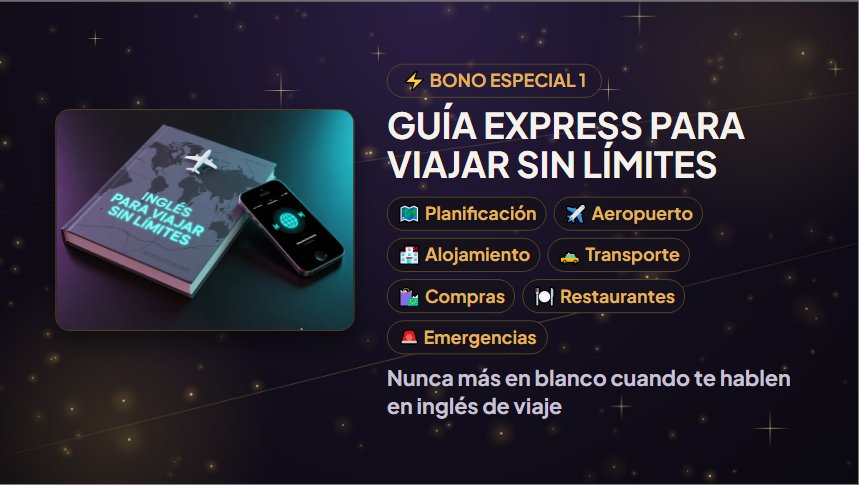 INGLÉS
PARA VIAJAR
SIN LÍMITES
⚡ BONO ESPECIAL 1
GUÍA EXPRESS PARA
VIAJAR SIN LÍMITES
🗺️ Planificación
✈️ Aeropuerto
🏨 Alojamiento
🚕 Transporte
🛍️ Compras
🍽️ Restaurantes
🚨 Emergencias
Nunca más en blanco cuando te hablen
en inglés de viaje